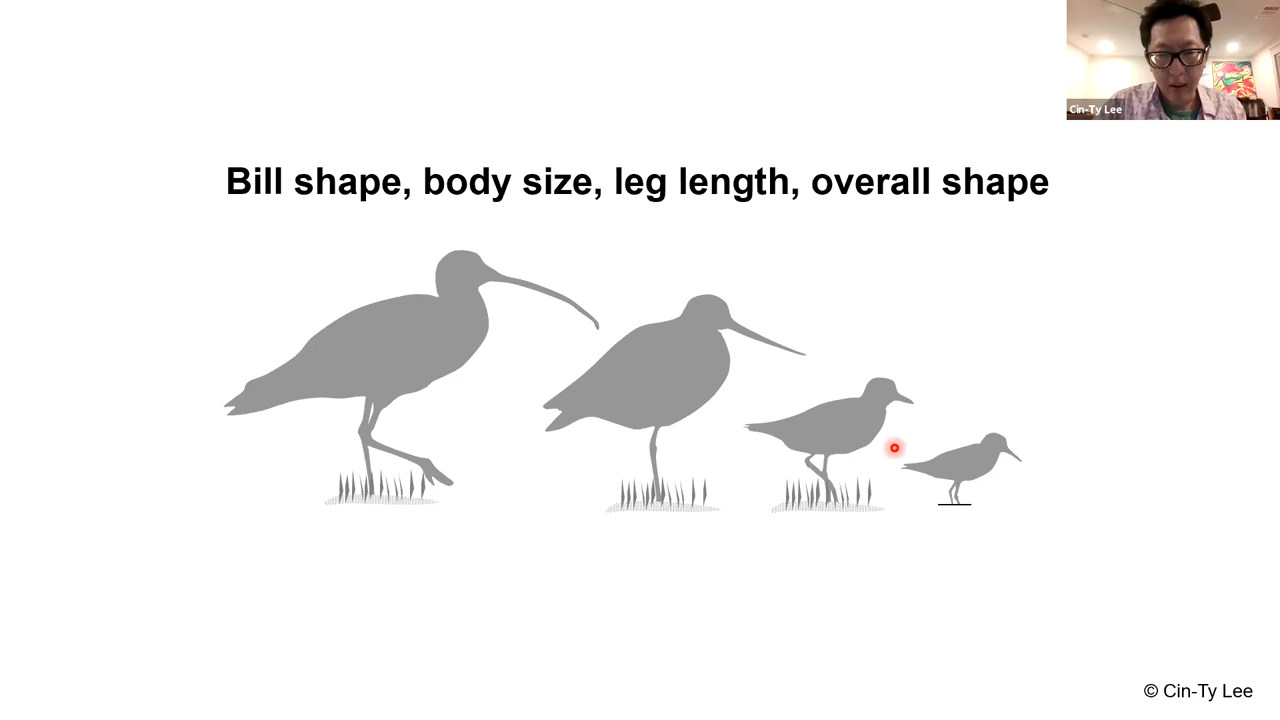 Cin-Ty Lee
Bill shape, body size, leg length, overall shape
© Cin-Ty Lee